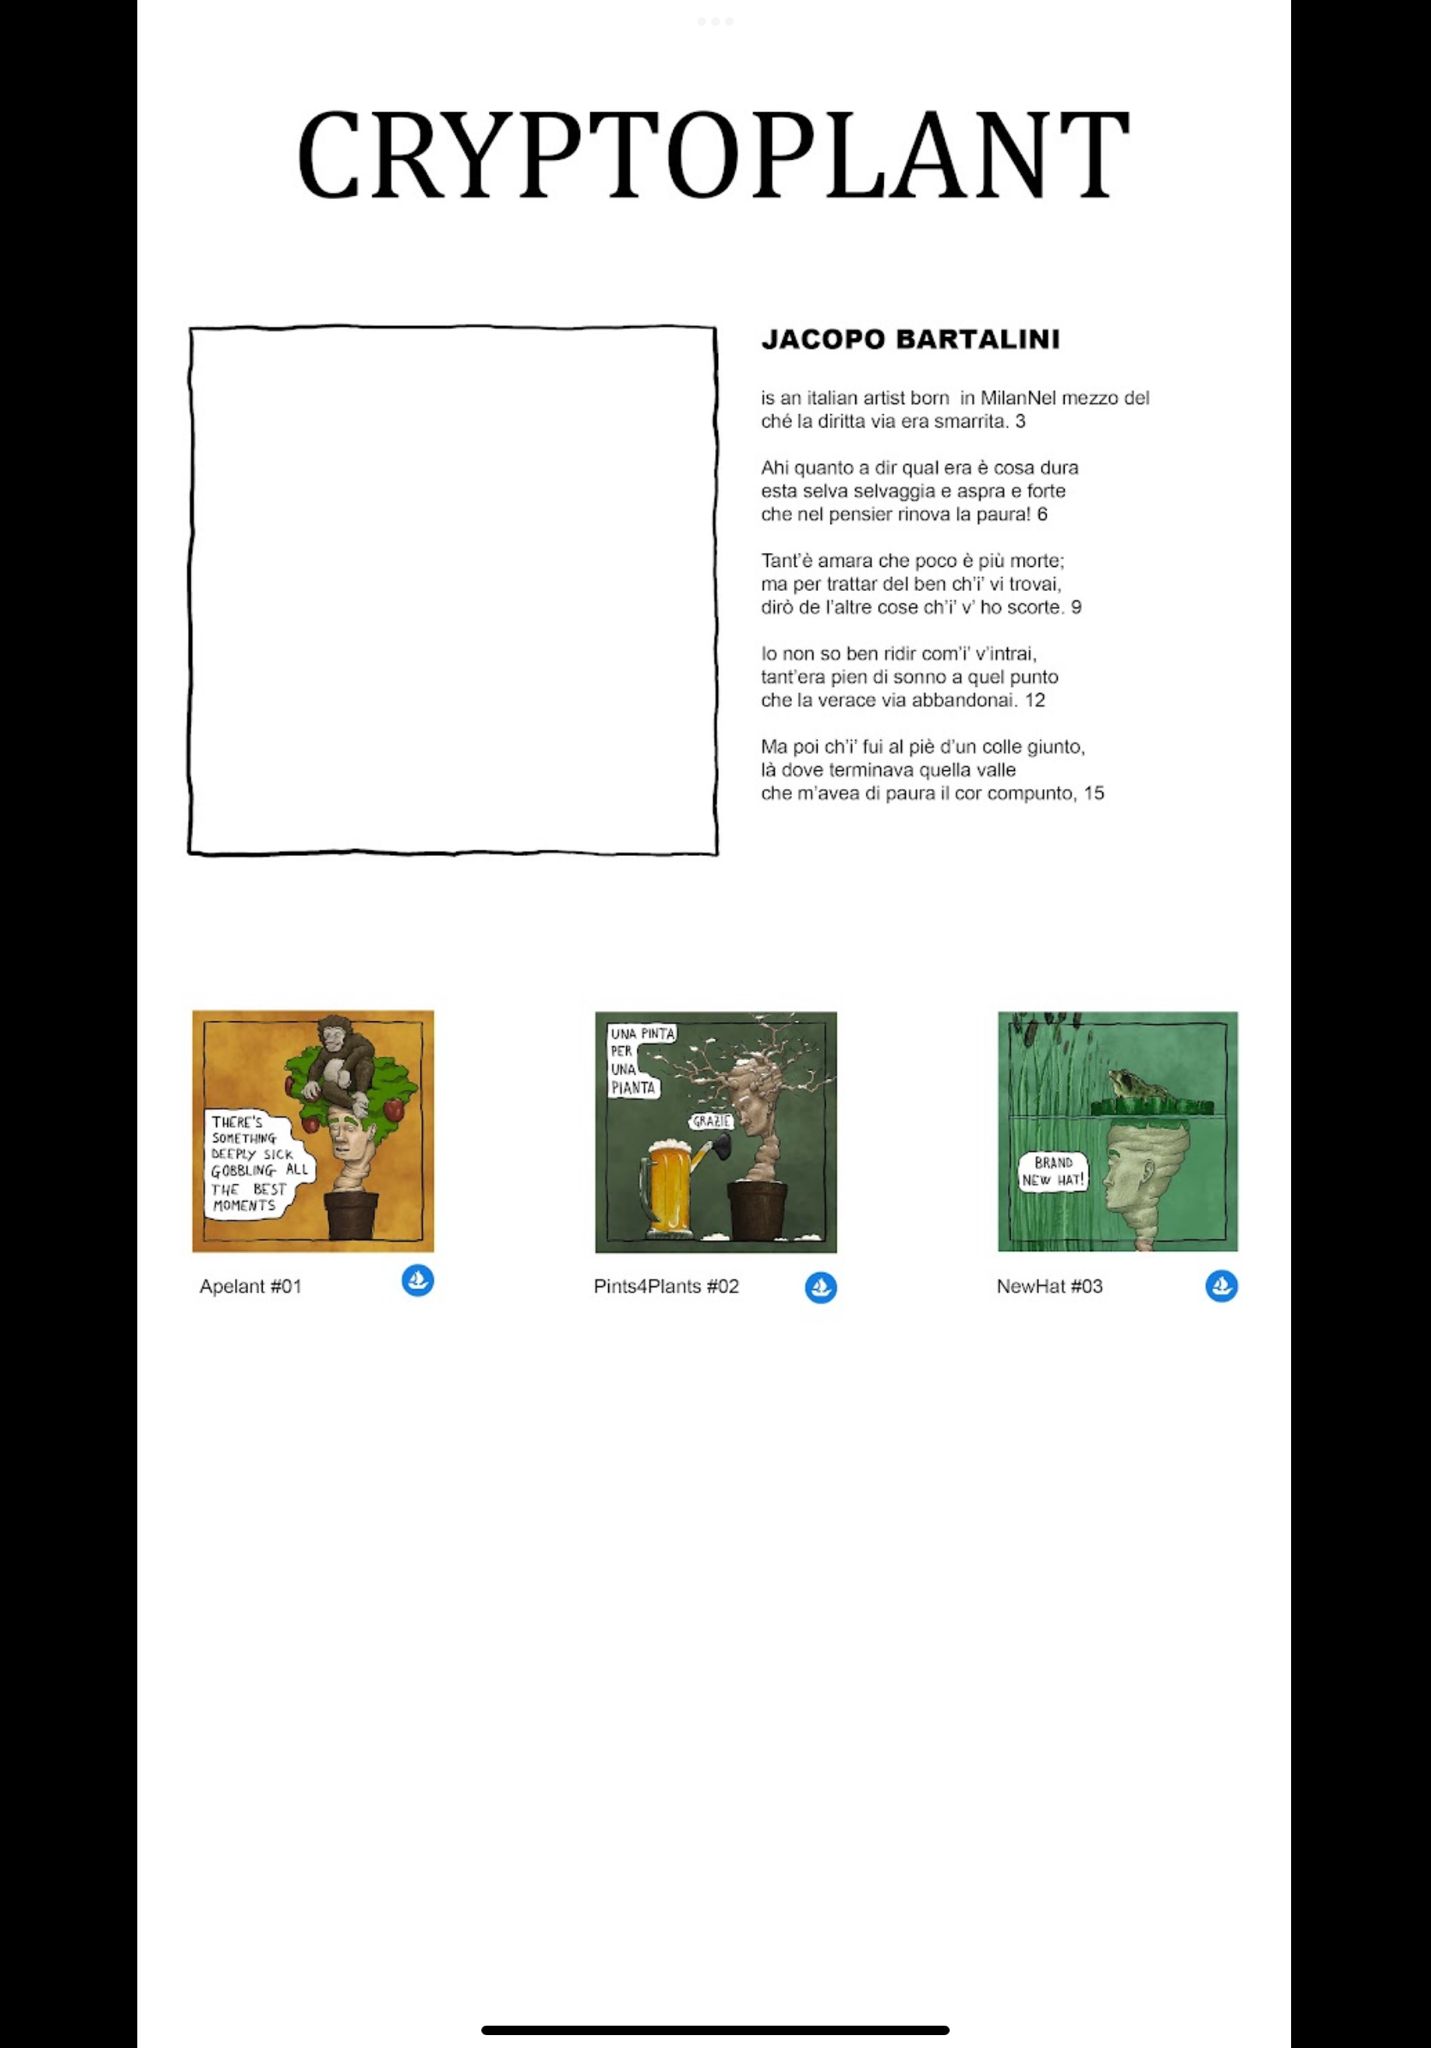 CRYPTOPLANT
JACOPO BARTALINI
is an italian artist born  in MilanNel mezzo del
ché la diritta via era smarrita. 3
Ahi quanto a dir qual era è cosa dura
esta selva selvaggia e aspra e forte
che nel pensier rinova la paura! 6
Tant’è amara che poco è più morte;
ma per trattar del ben ch’i’ vi trovai,
dirò de l’altre cose ch’i’ v’ ho scorte. 9
Io non so ben ridir com’i’ v’intrai,
tant’era pien di sonno a quel punto
che la verace via abbandonai. 12
Ma poi ch’i’ fui al piè d’un colle giunto,
là dove terminava quella valle
che m’avea di paura il cor compunto, 15
THERE'S
SOMETHING
DEEPLY SICK
GOBBLING ALL
THE BEST
MOMENTS
UNA PINTA
PER
UNA
PIANTA
GRAZIE
BRAND
NEW HAT!
Apelant #01
Pints4Plants #02
NewHat #03